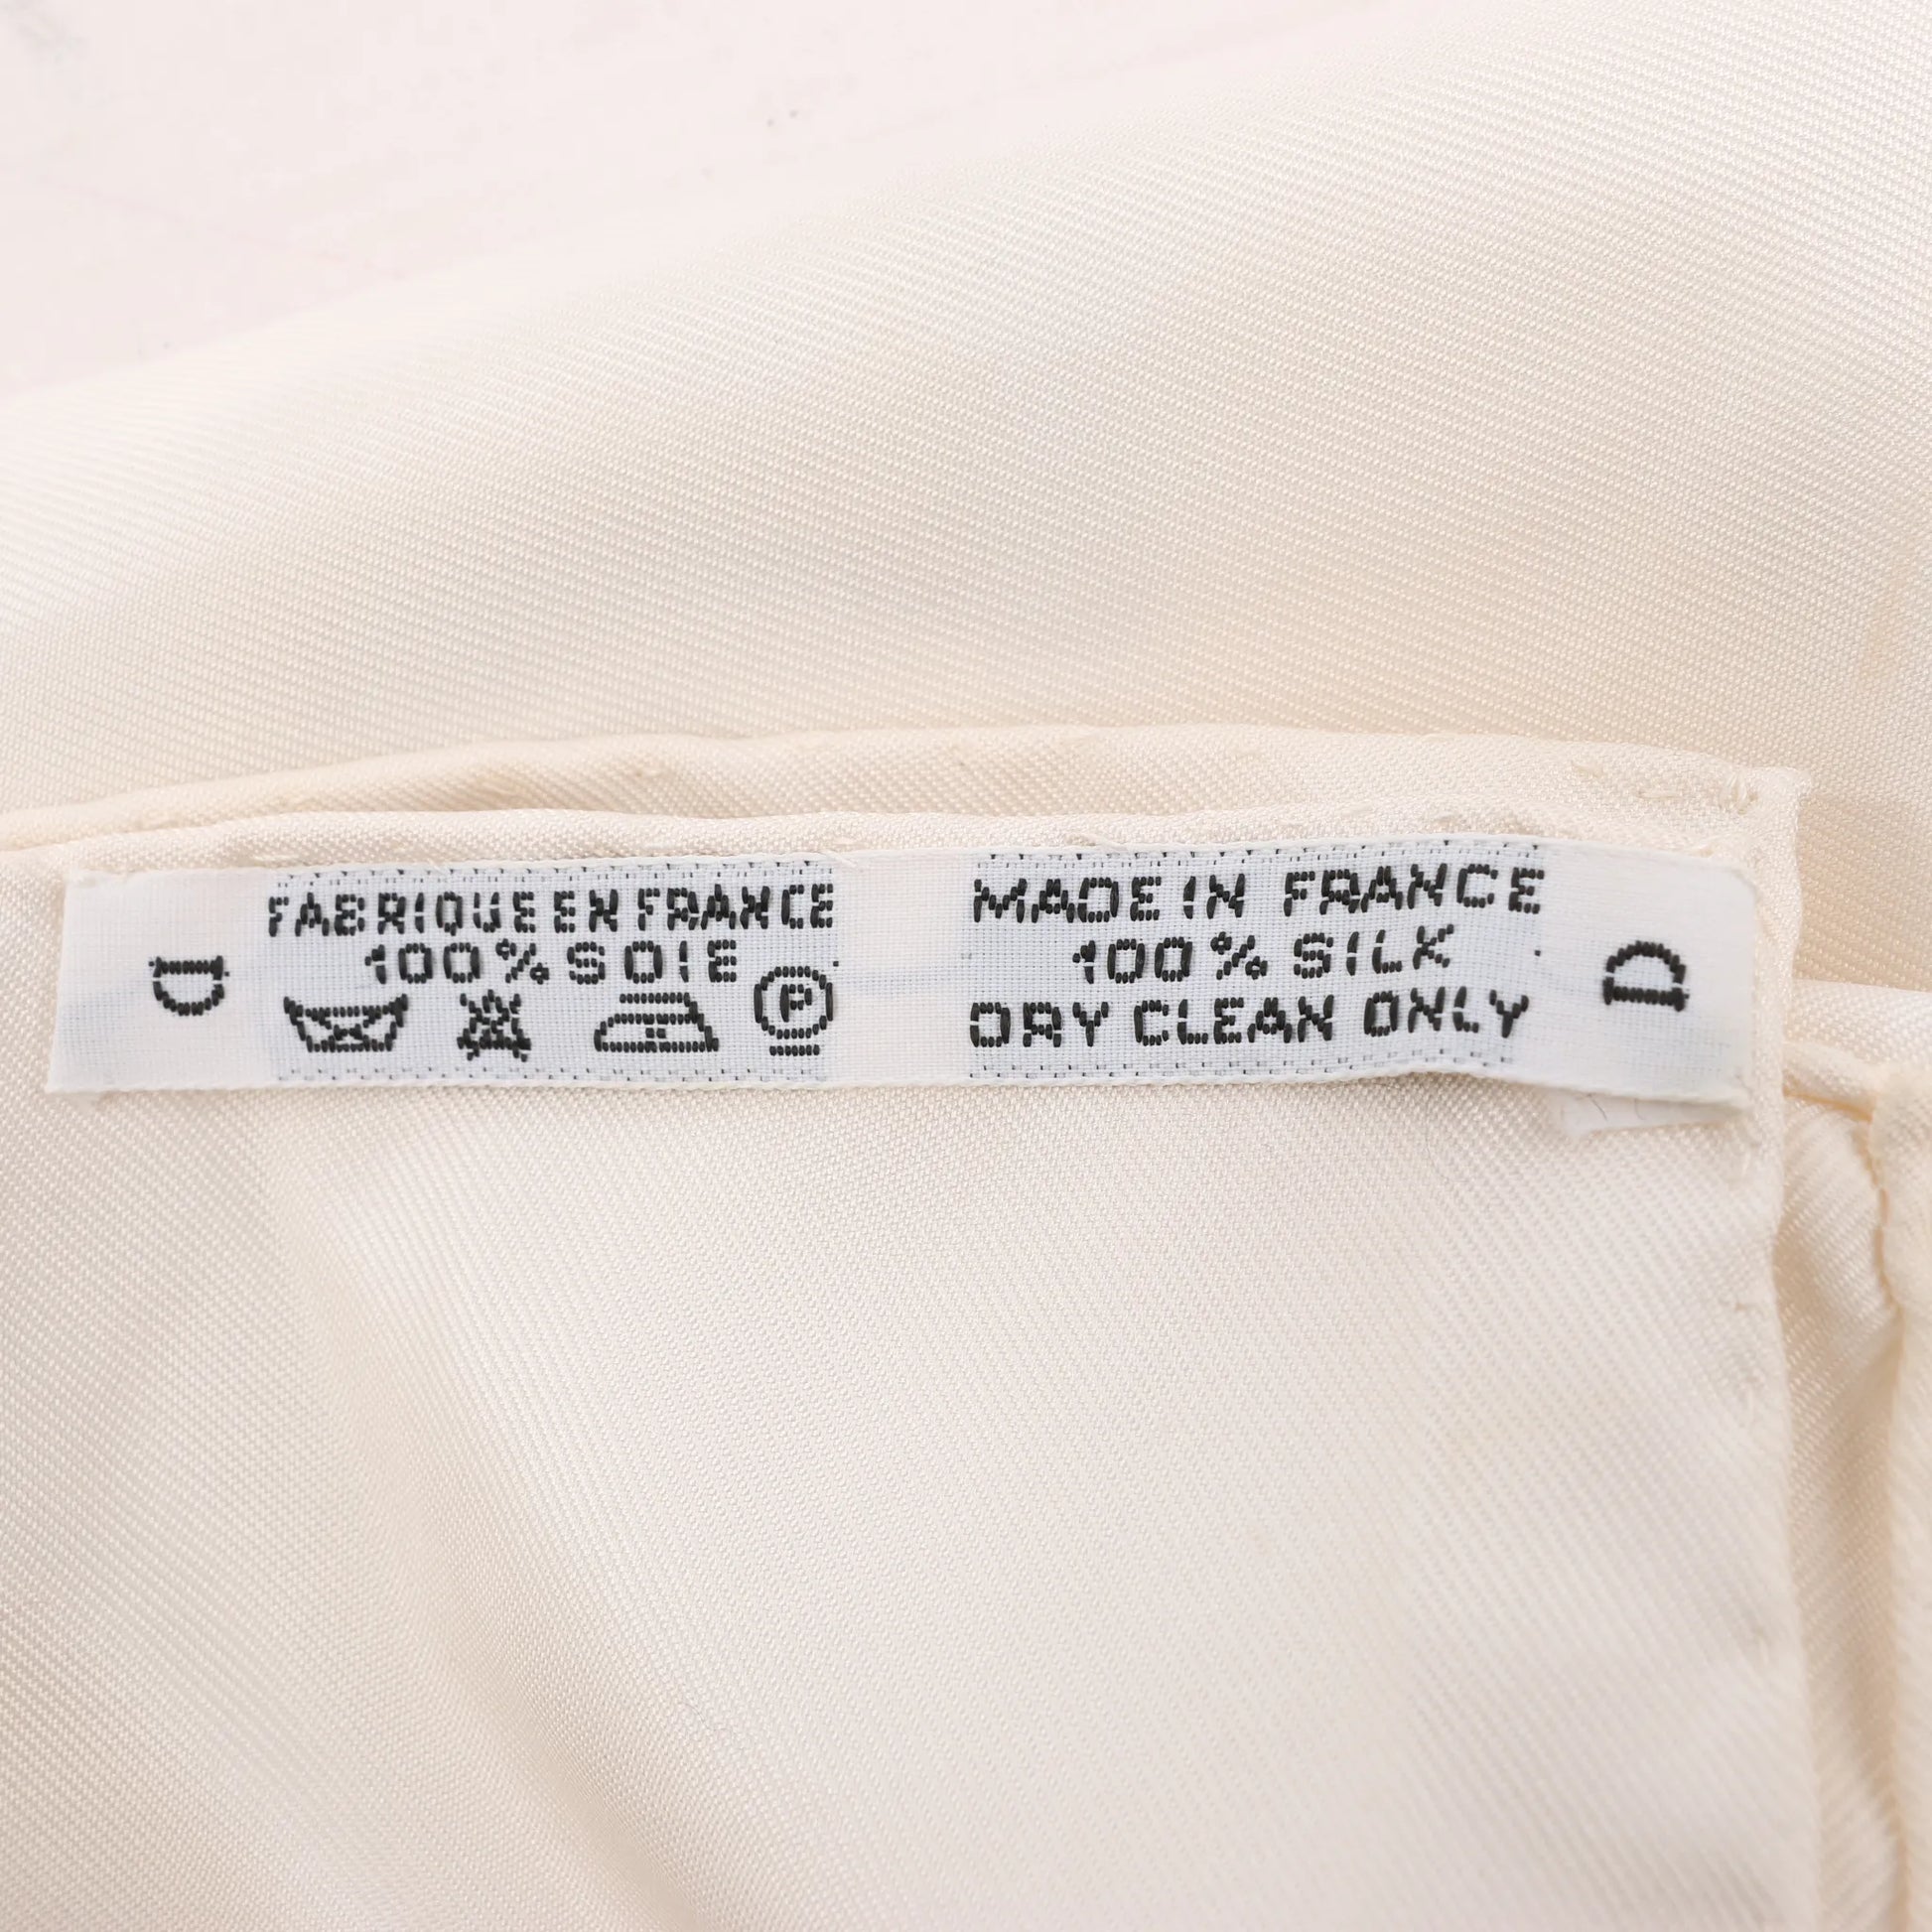 D
FABRIQUE EN FRANCE
100% SOIE
P
MADE IN FRANCE
100% SILK
DRY CLEAN ONLY
D